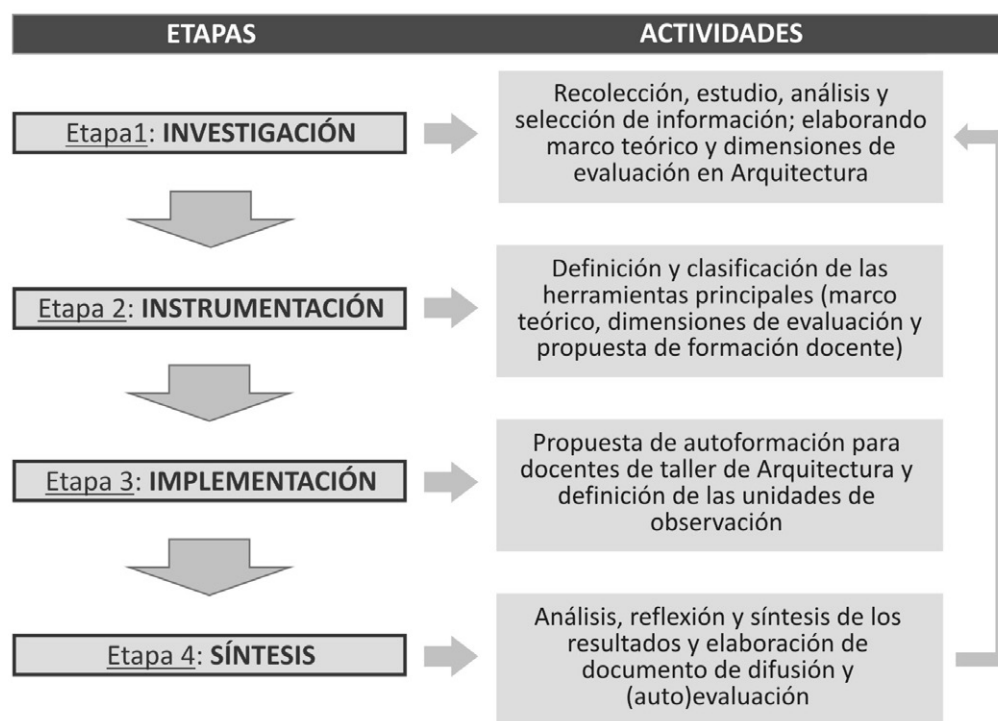 ETAPAS
ACTIVIDADES
Etapa1: INVESTIGACIÓN
Recolección, estudio, análisis y
selección de información; elaborando
marco teórico y dimensiones de
evaluación en Arquitectura
Etapa 2: INSTRUMENTACIÓN
Definición y clasificación de las
herramientas principales (marco
teórico, dimensiones de evaluación y
propuesta de formación docente)
Etapa 3: IMPLEMENTACIÓN
Propuesta de autoformación para
docentes de taller de Arquitectura y
definición de las unidades de
observación
Etapa 4: SÍNTESIS
Análisis, reflexión y síntesis de los
resultados y elaboración de
documento de difusión y
(auto)evaluación